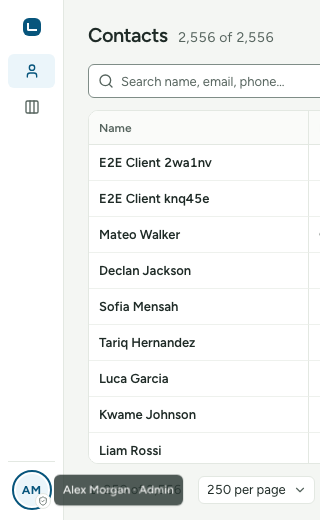 Contacts 2,556 of 2,556
Search name, email, phone...
Name
E2E Client 2wa1nv
E2E Client knq45e
Mateo Walker
Declan Jackson
Sofia Mensah
Tariq Hernandez
Luca Garcia
Kwame Johnson
Liam Rossi
AM
Alex Morgan · Admin
250 per page